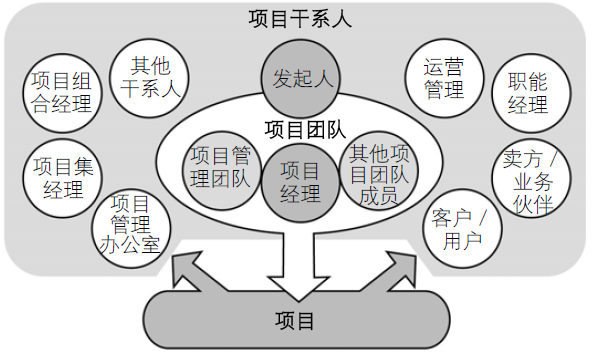 项目干系人
项目组
合经理
其他
干系人
发起人
运营
管理
职能
经理
项目团队
项目集
经理
项目管
理团队
项目
经理
其他项
目团队
成员
卖方 /
业务
伙伴
项目
管理
办公室
客户 /
用户
项目